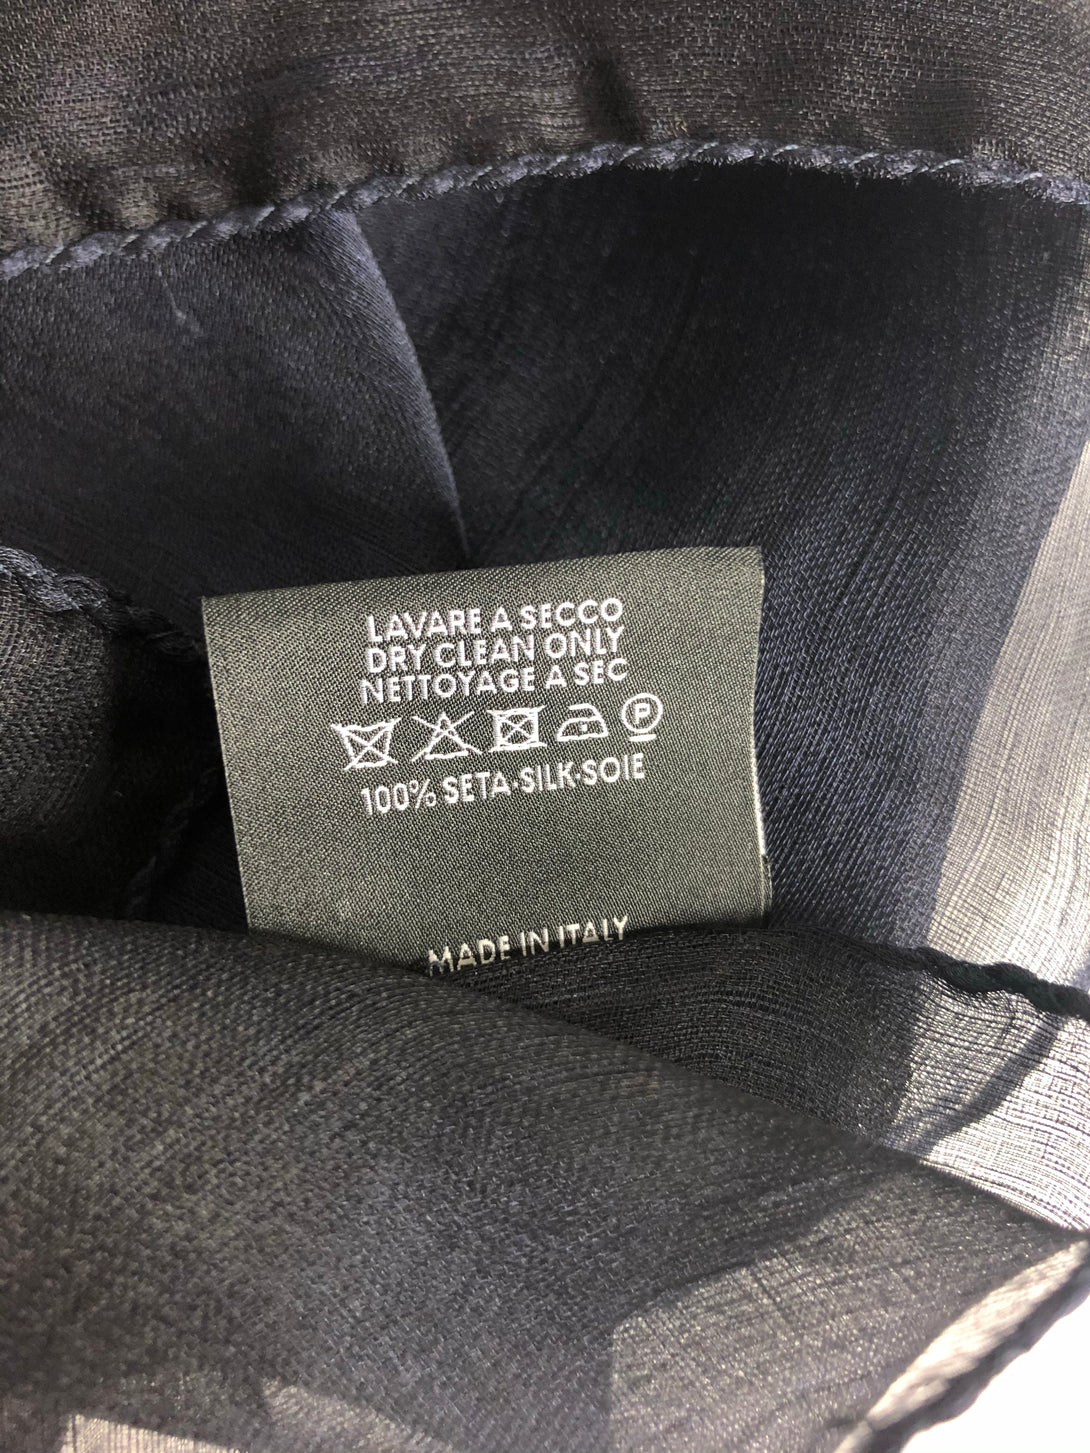 LAVARE A SECCO
DRY CLEAN ONLY
NETTOYAGE A SEC
P
100% SETA·SILK·SOIE
MADE IN ITALY